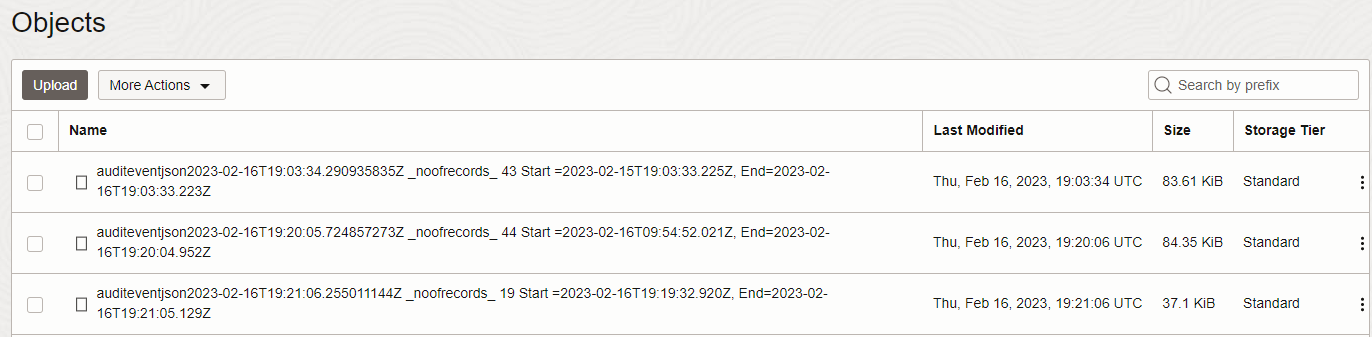 Objects
Upload
More Actions
Search by prefix
Name
Last Modified
Size
Storage Tier
auditeventjson2023-02-16T19:03:34.290935835Z _noofrecords_ 43 Start =2023-02-15T19:03:33.225Z, End=2023-02-
16T19:03:33.223Z
Thu, Feb 16, 2023, 19:03:34 UTC
83.61 KiB
Standard
auditeventjson2023-02-16T19:20:05.724857273Z _noofrecords_ 44 Start =2023-02-16T09:54:52.021Z, End=2023-02-
16T19:20:04.952Z
Thu, Feb 16, 2023, 19:20:06 UTC
84.35 KiB
Standard
auditeventjson2023-02-16T19:21:06.255011144Z _noofrecords_ 19 Start =2023-02-16T19:19:32.920Z, End=2023-02-
16T19:21:05.129Z
Thu, Feb 16, 2023, 19:21:06 UTC
37.1 KiB
Standard